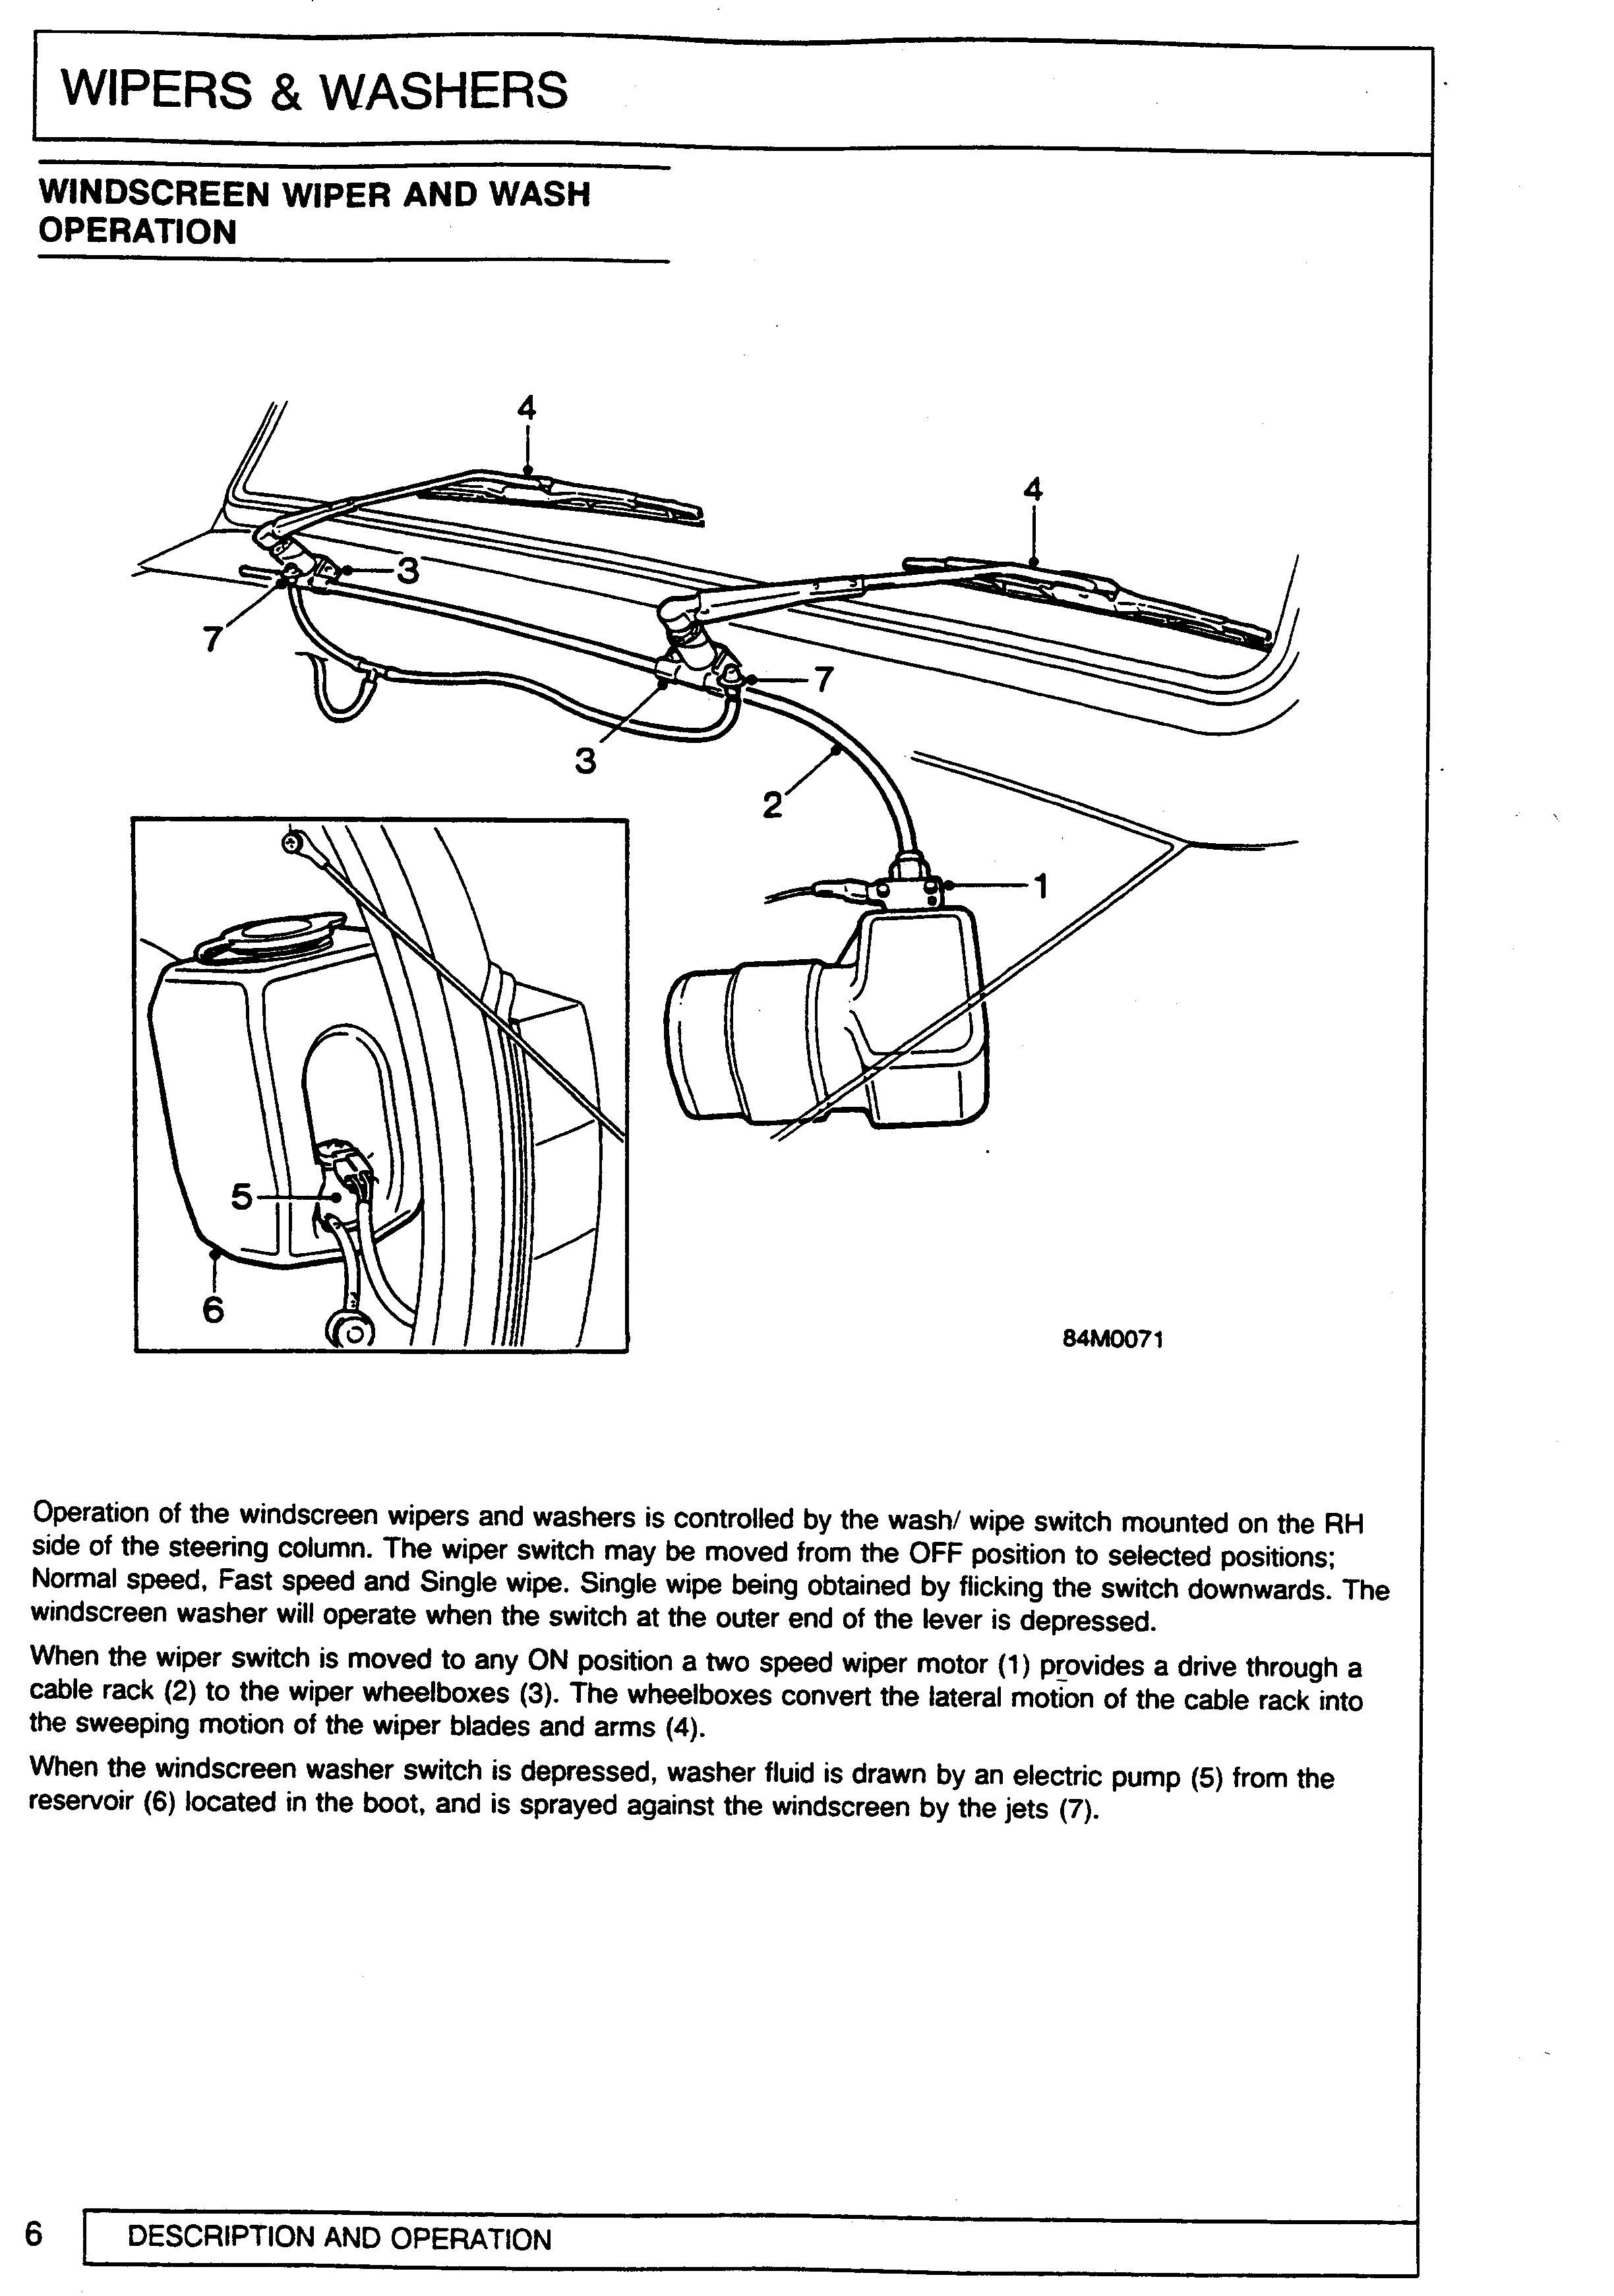 WIPERS & WASHERS
WINDSCREEN WIPER AND WASH
OPERATION
4
4
3
7
7
3
2
1
5
6
84M0071
Operation of the windscreen wipers and washers is controlled by the wash/ wipe switch mounted on the RH
side of the steering column. The wiper switch may be moved from the OFF position to selected positions;
Normal speed, Fast speed and Single wipe. Single wipe being obtained by flicking the switch downwards. The
windscreen washer will operate when the switch at the outer end of the lever is depressed.
When the wiper switch is moved to any ON position a two speed wiper motor (1) provides a drive through a
cable rack (2) to the wiper wheelboxes (3). The wheelboxes convert the lateral motion of the cable rack into
the sweeping motion of the wiper blades and arms (4).
When the windscreen washer switch is depressed, washer fluid is drawn by an electric pump (5) from the
reservoir (6) located in the boot, and is sprayed against the windscreen by the jets (7).
6
DESCRIPTION AND OPERATION